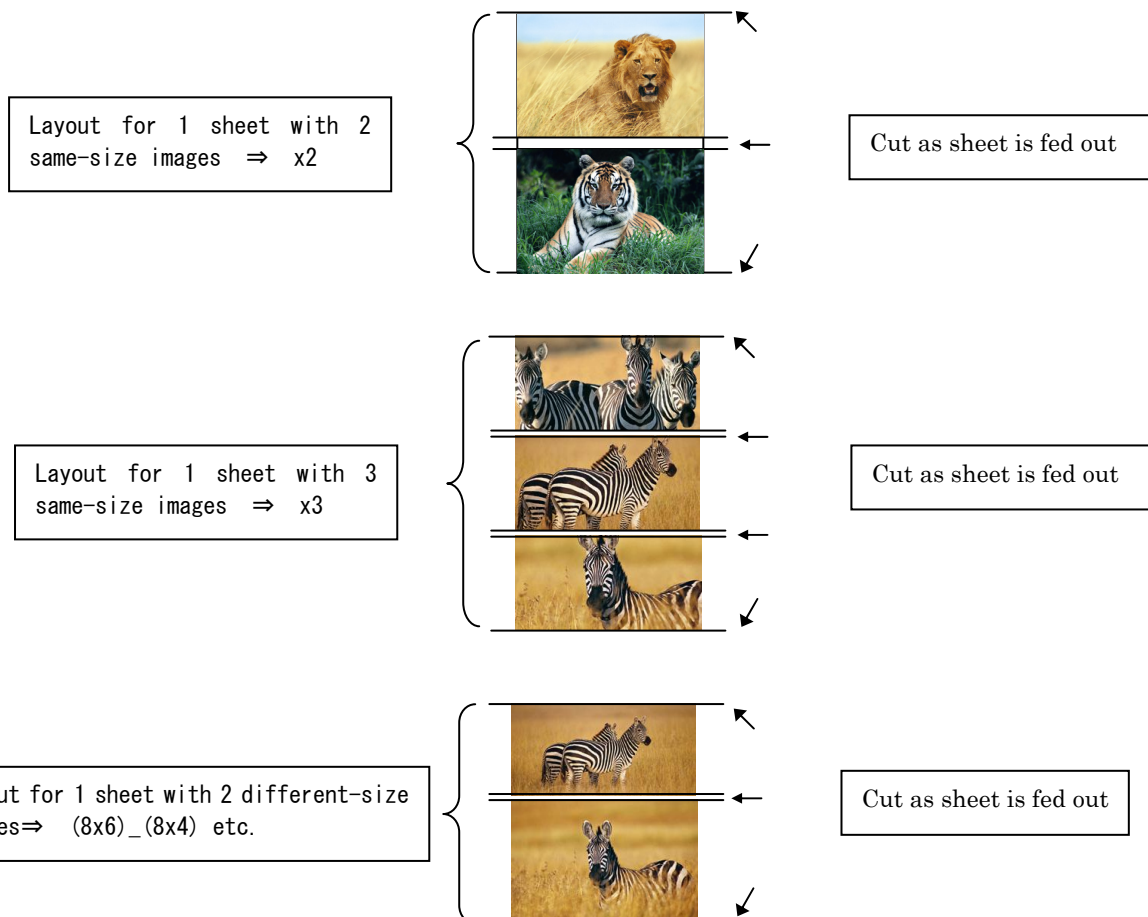 Layout for 1 sheet with 2
same-size images ⇒ x2
Cut as sheet is fed out
Layout for 1 sheet with 3
same-size images ⇒ x3
Cut as sheet is fed out
for 1 sheet with 2 different-size
⇒ (8x6)_(8x4) etc.
Cut as sheet is fed out